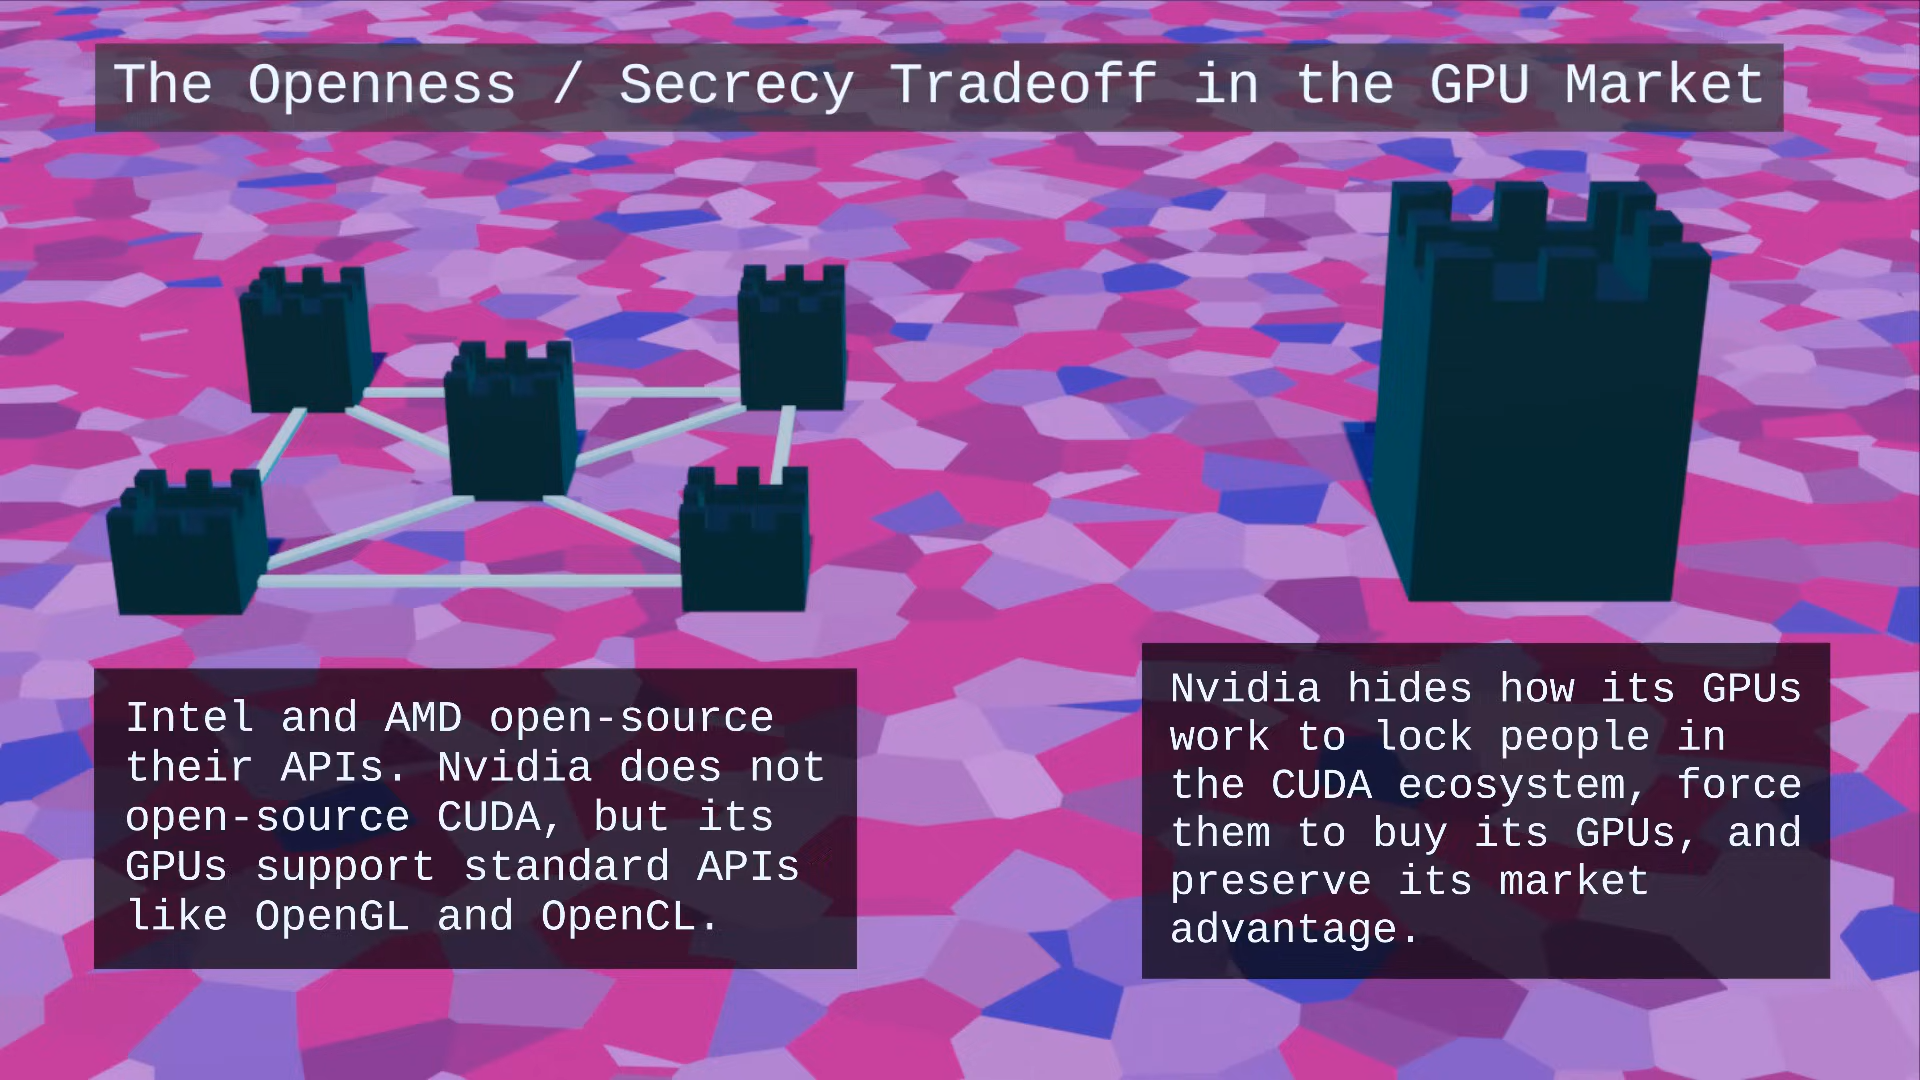 The Openness / Secrecy Tradeoff in the GPU Market
Intel and AMD open-source
their APIs. Nvidia does not
open-source CUDA, but its
GPUs support standard APIs
like OpenGL and OpenCL.
Nvidia hides how its GPUs
work to lock people in
the CUDA ecosystem, force
them to buy its GPUs, and
preserve its market
advantage.